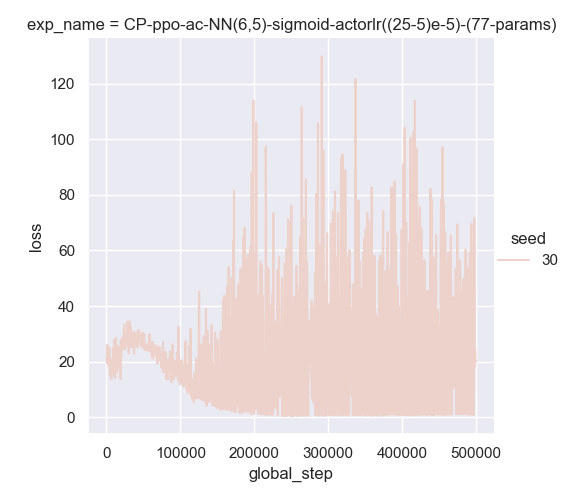 exp_name = CP-ppo-ac-NN(6,5)-sigmoid-actorlr((25-5)e-5)-(77-params)
120
100
80
60
40
20
0
loss
0 100000 200000 300000 400000 500000
global_step
seed
30